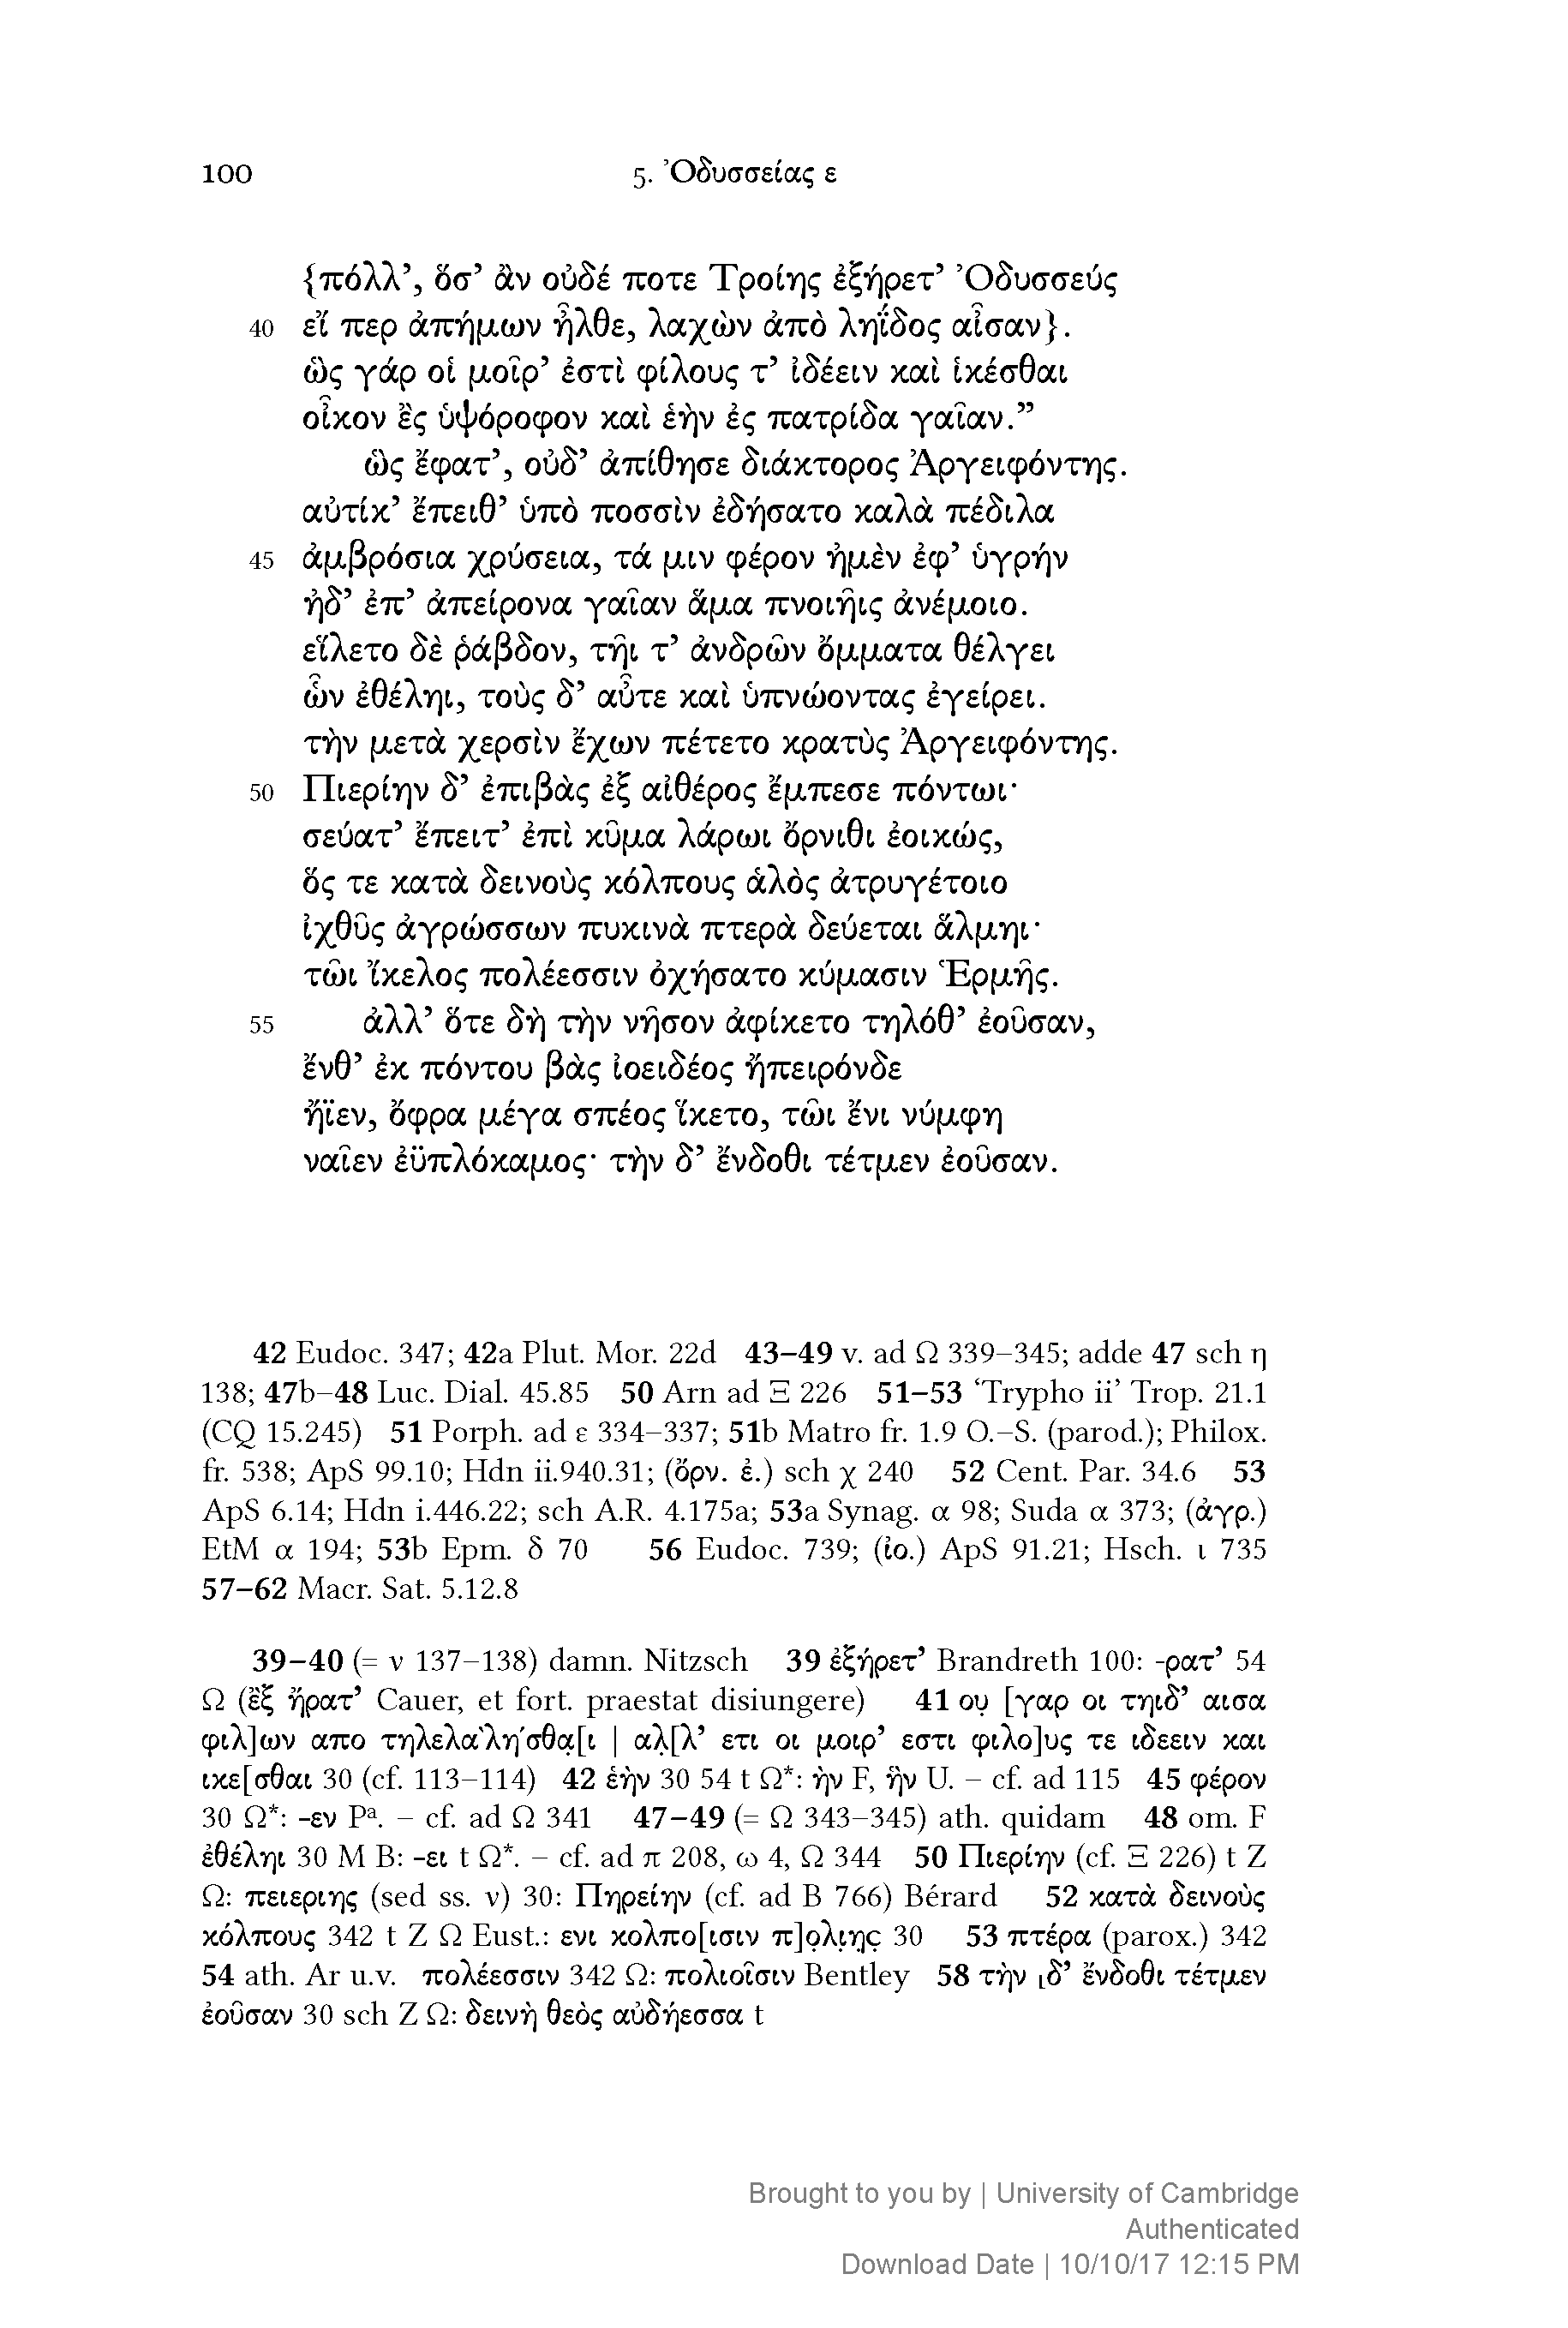 100 5. Ὀδυσσείας ε
{πόλλ’, ὅσ’ ἂν οὐδέ ποτε Τροίης ἐξήρετ’ Ὀδυσσεύς
40 εἴ περ ἀπήμων ἦλθε, λαχὼν ἀπὸ ληΐδος αἶσαν}.
ὣς γάρ οἱ μοῖρ’ ἐστὶ φίλους τ’ ἰδέειν καὶ ἱκέσθαι
οἶκον ἒς ὑψόροφον καὶ ἑὴν ἐς πατρίδα γαῖαν.”
ὣς ἔφατ’, οὐδ’ ἀπίθησε διάκτορος Ἀργειφόντης.
αὐτίκ’ ἔπειθ’ ὑπὸ ποσσὶν ἐδήσατο καλὰ πέδιλα
45 ἀμβρόσια χρύσεια, τά μιν φέρον ἠμὲν ἐφ’ ὑγρήν
ἠδ’ ἐπ’ ἀπείρονα γαῖαν ἅμα πνοιῆις ἀνέμοιο.
εἵλετο δὲ ῥάβδον, τῆι τ’ ἀνδρῶν ὄμματα θέλγει
ὧν ἐθέληι, τοὺς δ’ αὖτε καὶ ὑπνώοντας ἐγείρει.
τὴν μετὰ χερσὶν ἔχων πέτετο κρατὺς Ἀργειφόντης.
50 Πιερίην δ’ ἐπιβὰς ἐξ αἰθέρος ἔμπεσε πόντωι·
σεύατ’ ἔπειτ’ ἐπὶ κῦμα λάρωι ὄρνιθι ἐοικώς,
ὅς τε κατὰ δεινοὺς κόλπους ἁλὸς ἀτρυγέτοιο
ἰχθῦς ἀγρώσσων πυκινὰ πτερὰ δεύεται ἅλμηι·
τῶι ἴκελος πολέεσσιν ὀχήσατο κύμασιν Ἑρμῆς.
55 ἀλλ’ ὅτε δὴ τὴν νῆσον ἀφίκετο τηλόθ’ ἐοῦσαν,
ἔνθ’ ἐκ πόντου βὰς ἰοειδέος ἤπειρόνδε
ἤϊεν, ὄφρα μέγα σπέος ἵκετο, τῶι ἔνι νύμφη
ναῖεν ἐϋπλόκαμος· τὴν δ’ ἔνδοθι τέτμεν ἐοῦσαν.
42 Eudoc. 347; 42a Plut. Mor. 22d 43–49 v. ad Ω 339–345; adde 47 sch η
138; 47b–48 Luc. Dial. 45.85 50 Arn ad Ξ 226 51–53 ‘Trypho ii’ Trop. 21.1
(CQ 15.245) 51 Porph. ad ε 334–337; 51b Matro fr. 1.9 O.–S. (parod.); Philox.
fr. 538; ApS 99.10; Hdn ii.940.31; (ὄρν. ἐ.) sch χ 240 52 Cent. Par. 34.6 53
ApS 6.14; Hdn i.446.22; sch A.R. 4.175a; 53a Synag. α 98; Suda α 373; (ἀγρ.)
EtM α 194; 53b Epm. δ 70 56 Eudoc. 739; (ἰο.) ApS 91.21; Hsch. ι 735
57–62 Macr. Sat. 5.12.8
39–40 (= ν 137–138) damn. Nitzsch 39 ἐξήρετ’ Brandreth 100: -ρατ’ 54
Ω (ἒξ ἤρατ’ Cauer, et fort. praestat disiungere) 41 ου̣ [γαρ οι τηιδ’ αισα
φιλ]ων απο τηλελα`λη´σθα̣[ι | αλ̣[λ’ ετι οι μοιρ’ εστι φιλο]υς τε ιδεειν και
ικε[σθαι 30 (cf. 113–114) 42 ἑὴν 30 54 t Ω*: ἠν F, ἣν U. – cf. ad 115 45 φέρον
30 Ω*: -εν Pᵃ. – cf. ad Ω 341 47–49 (= Ω 343–345) ath. quidam 48 om. F
ἐθέληι 30 M B: -ει t Ω*. – cf. ad π 208, ω 4, Ω 344 50 Πιερίην (cf. Ξ 226) t Z
Ω: πειεριης (sed ss. ν) 30: Πηρείην (cf. ad B 766) Bérard 52 κατὰ δεινοὺς
κόλπους 342 t Z Ω Eust.: ενι κολπο[ισιν π]ο̣λι̣η̣ς̣ 30 53 πτέρα (parox.) 342
54 ath. Ar u.v. πολέεσσιν 342 Ω: πολιοῖσιν Bentley 58 τὴν ⌊δ’ ἔνδοθι τέτμεν
ἐοῦσαν 30 sch Z Ω: δεινὴ θεὸς αὐδήεσσα t
Brought to you by | University of Cambridge
Authenticated
Download Date | 10/10/17 12:15 PM